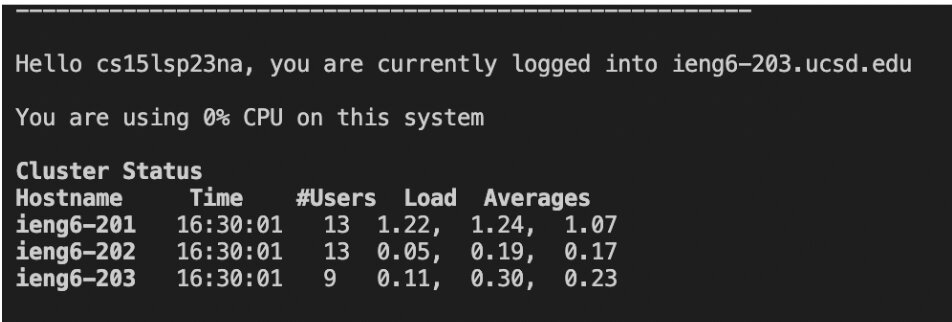 Hello cs15lsp23na, you are currently logged into ieng6-203.ucsd.edu
You are using 0% CPU on this system
Cluster Status
Hostname Time #Users Load Averages
ieng6-201 16:30:01 13 1.22, 1.24, 1.07
ieng6-202 16:30:01 13 0.05, 0.19, 0.17
ieng6-203 16:30:01 9 0.11, 0.30, 0.23